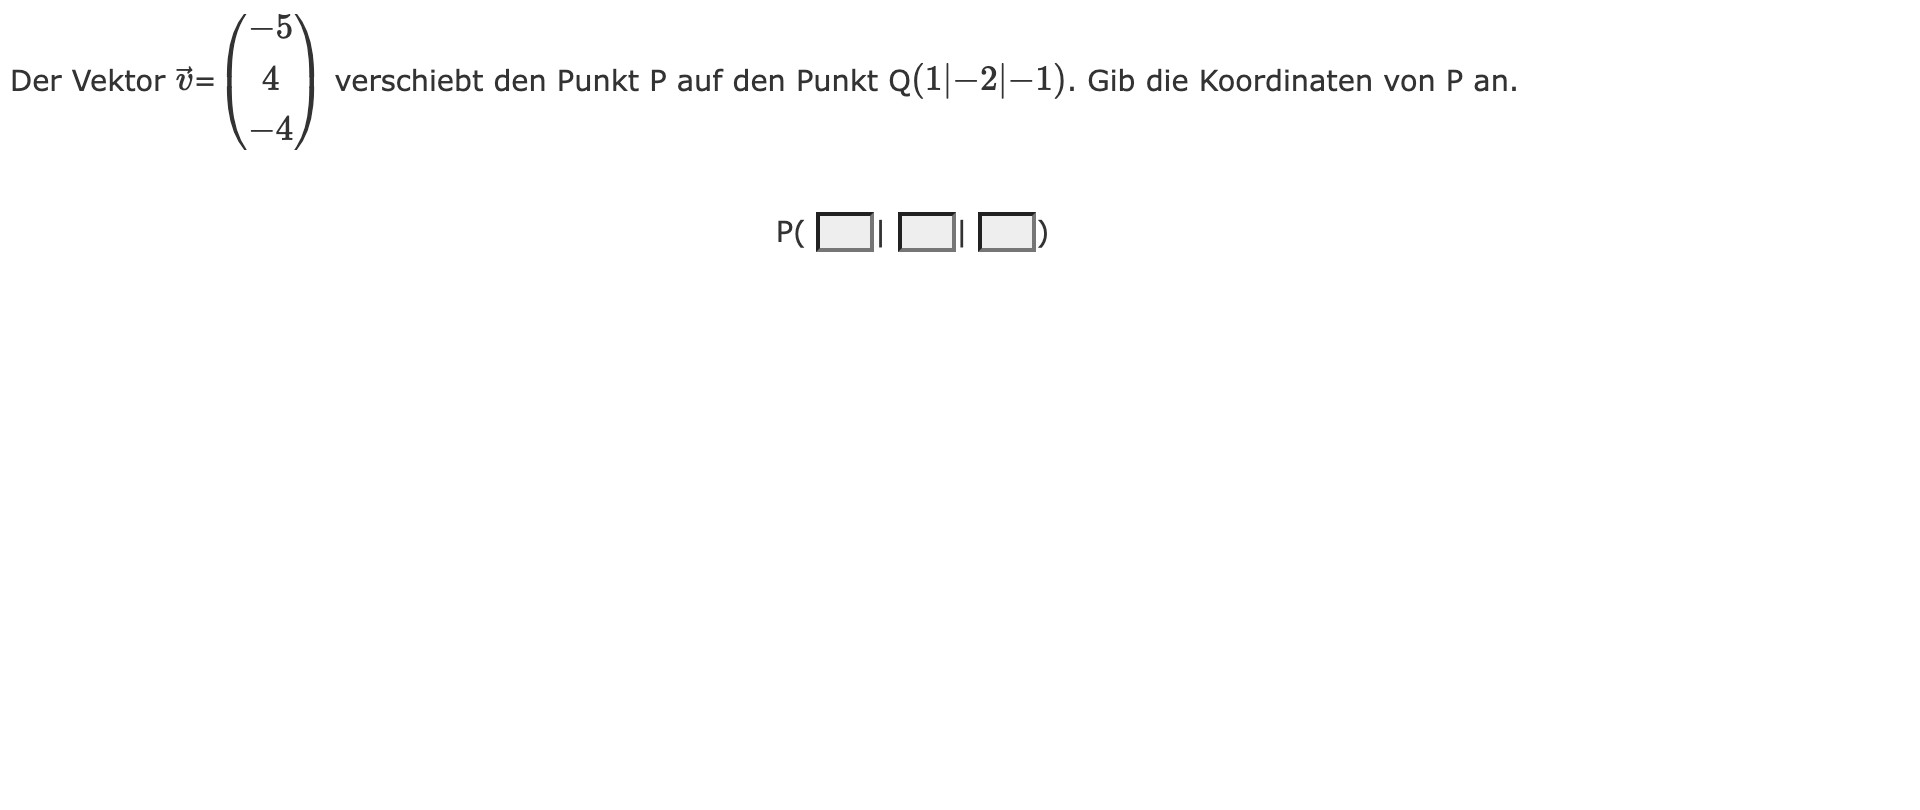 Der Vektor $\vec{v}$=$\begin{pmatrix}-5\\4\\-4\end{pmatrix}$ verschiebt den Punkt P auf den Punkt Q(1|−2|−1). Gib die Koordinaten von P an.
P( | | )